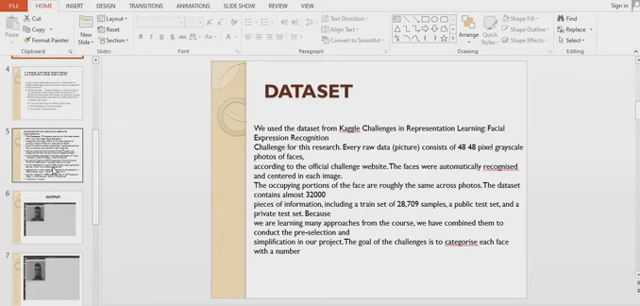 FILE HOME INSERT DESIGN TRANSITIONS ANIMATIONS SLIDE SHOW REVIEW VIEW Sign in
Cut
Copy
Paste
Format Painter
Clipboard
New Slide
Layout
Reset
Section
Slides
Font
Paragraph
Text Direction
Align Text
Convert to SmartArt
Drawing
Arrange
Quick Styles
Shape Fill
Shape Outline
Shape Effects
Find
Replace
Select
Editing
4
LITERATURE REVIEW
5
6
OUTPUT
7
DATASET
We used the dataset from Kaggle Challenges in Representation Learning: Facial
Expression Recognition
Challenge for this research. Every raw data (picture) consists of 48 48 pixel grayscale
photos of faces,
according to the official challenge website. The faces were automatically recognised
and centered in each image.
The occupying portions of the face are roughly the same across photos. The dataset
contains almost 32000
pieces of information, including a train set of 28,709 samples, a public test set, and a
private test set. Because
we are learning many approaches from the course, we have combined them to
conduct the pre-selection and
simplification in our project. The goal of the challenges is to categorise each face
with a number